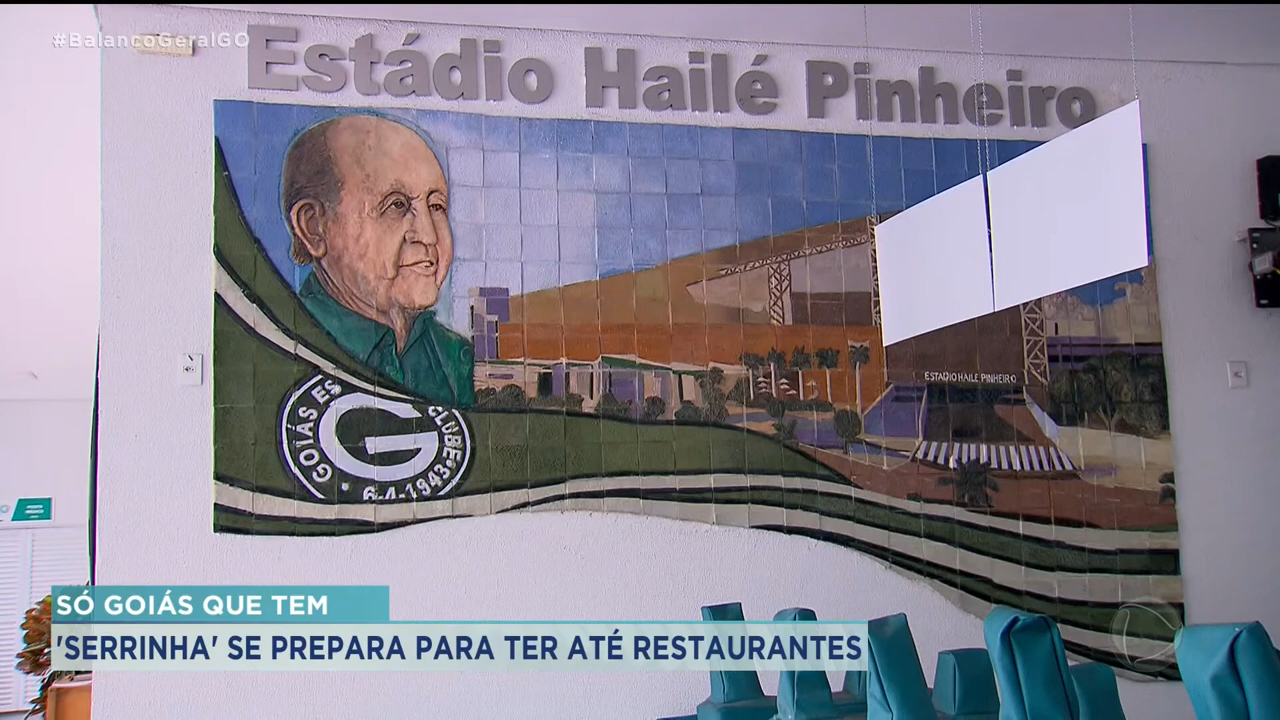 #BalancoGeralGO
Estádio Hailé Pinheiro
ESTADIO HAILE PINHEIRO
GOIÁS ES
CLUBE
6-4-1943
SÓ GOIÁS QUE TEM
'SERRINHA' SE PREPARA PARA TER ATÉ RESTAURANTES